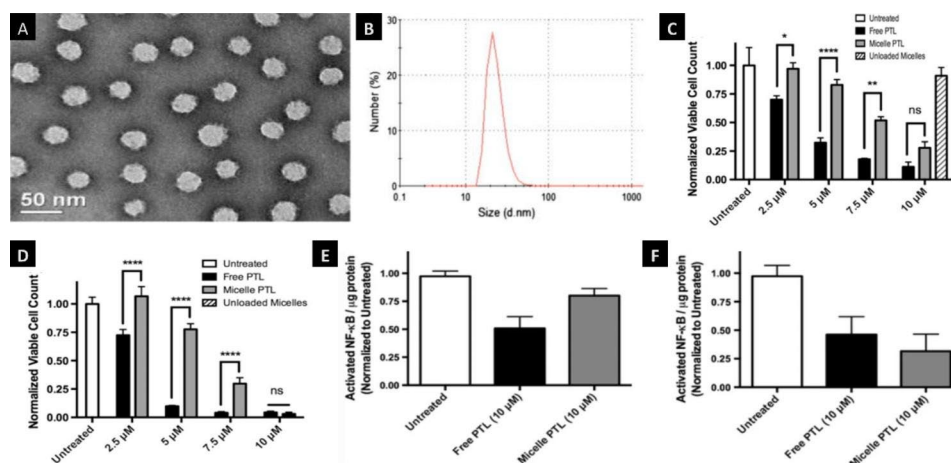 A
50 nm
B
Number (%)
30
20
10
0
0.1
10
100
1000
Size (d.nm)
C
Untreated
Free PTL
Micelle PTL
Unloaded Micelles
Normalized Viable Cell Count
1.00
0.75
0.50
0.25
0.00
*
****
**
ns
Untreated
2.5 µM
5 µM
7.5 µM
10 µM
D
Untreated
Free PTL
Micelle PTL
Unloaded Micelles
Normalized Viable Cell Count
1.00
0.75
0.50
0.25
0.00
****
****
****
ns
Untreated
2.5 µM
5 µM
7.5 µM
10 µM
E
Activated NF-κB / µg protein
(Normalized to Untreated)
1.00
0.75
0.50
0.25
0.00
Untreated
Free PTL (10 µM)
Micelle PTL (10 µM)
F
Activated NF-κB / µg protein
(Normalized to Untreated)
1.00
0.75
0.50
0.25
0.00
Untreated
Free PTL (10 µM)
Micelle PTL (10 µM)